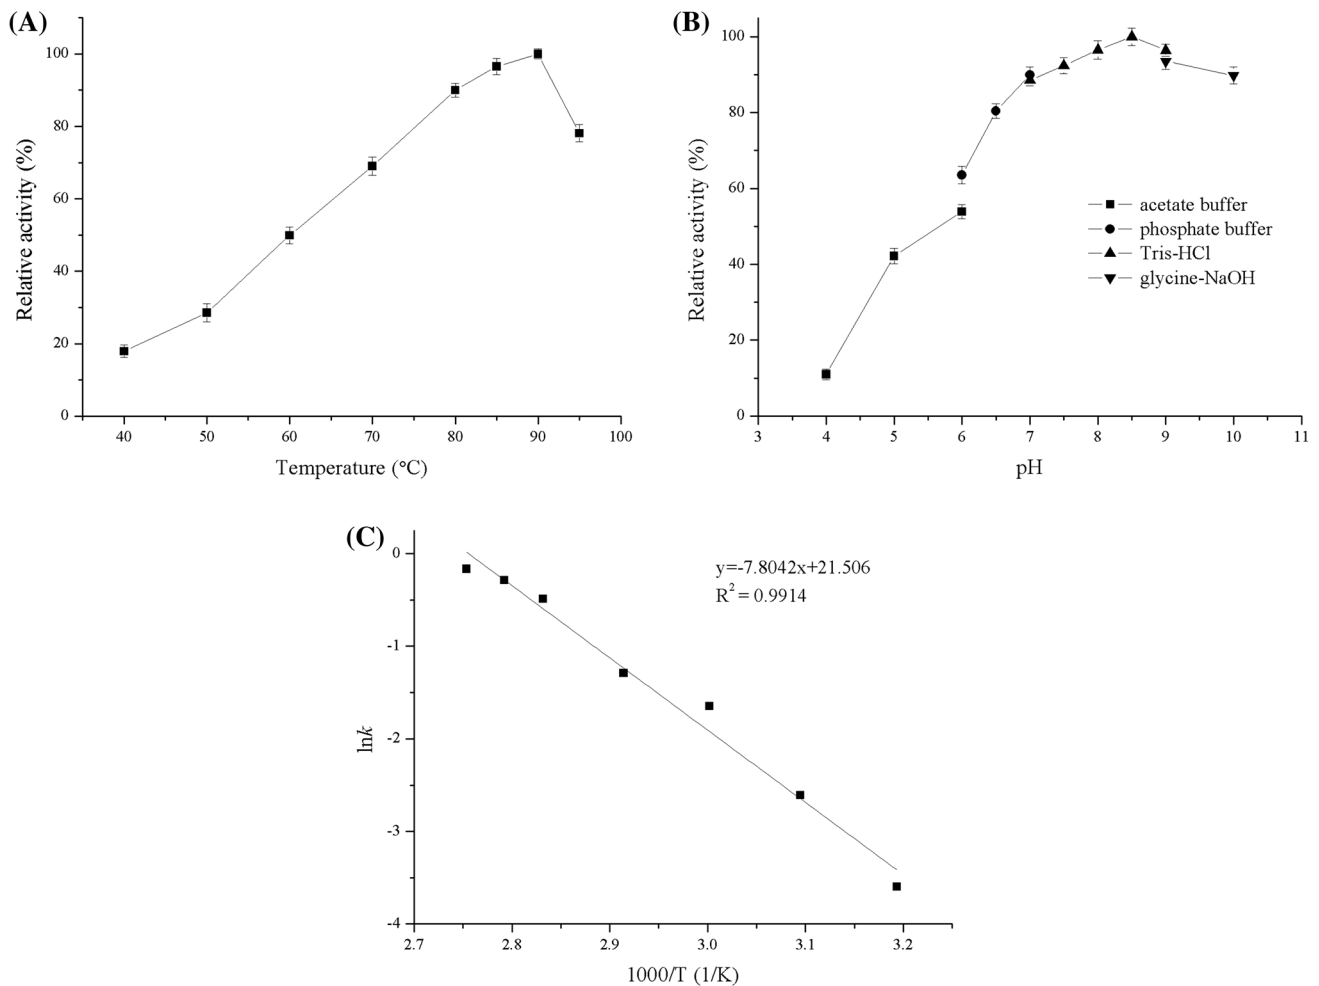 (A)
100
80
60
40
20
0
Relative activity (%)
40 50 60 70 80 90 100
Temperature (°C)
(B)
100
80
60
40
20
0
Relative activity (%)
acetate buffer
phosphate buffer
Tris-HCl
glycine-NaOH
3 4 5 6 7 8 9 10 11
pH
(C)
0
-1
-2
-3
-4
lnk
y=-7.8042x+21.506
R² = 0.9914
2.7 2.8 2.9 3.0 3.1 3.2
1000/T (1/K)